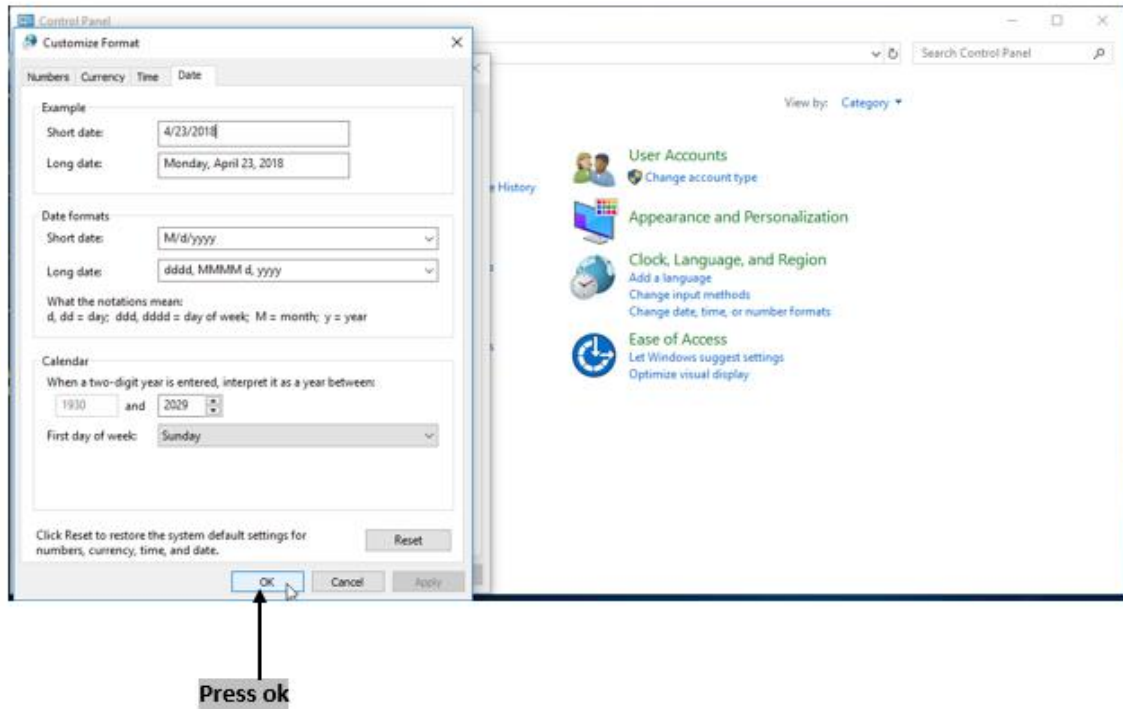 Control Panel
Customize Format
Numbers Currency Time Date
Example
Short date: 4/23/2018
Long date: Monday, April 23, 2018
Date formats
Short date: M/d/yyyy
Long date: dddd, MMMM d, yyyy
What the notations mean:
d, dd = day; ddd, dddd = day of week; M = month; y = year
Calendar
When a two-digit year is entered, interpret it as a year between:
1930 and 2029
First day of week: Sunday
Click Reset to restore the system default settings for
numbers, currency, time, and date.
Reset
OK Cancel Apply
Search Control Panel
View by: Category
History
User Accounts
Change account type
Appearance and Personalization
Clock, Language, and Region
Add a language
Change input methods
Change date, time, or number formats
Ease of Access
Let Windows suggest settings
Optimize visual display
Press ok